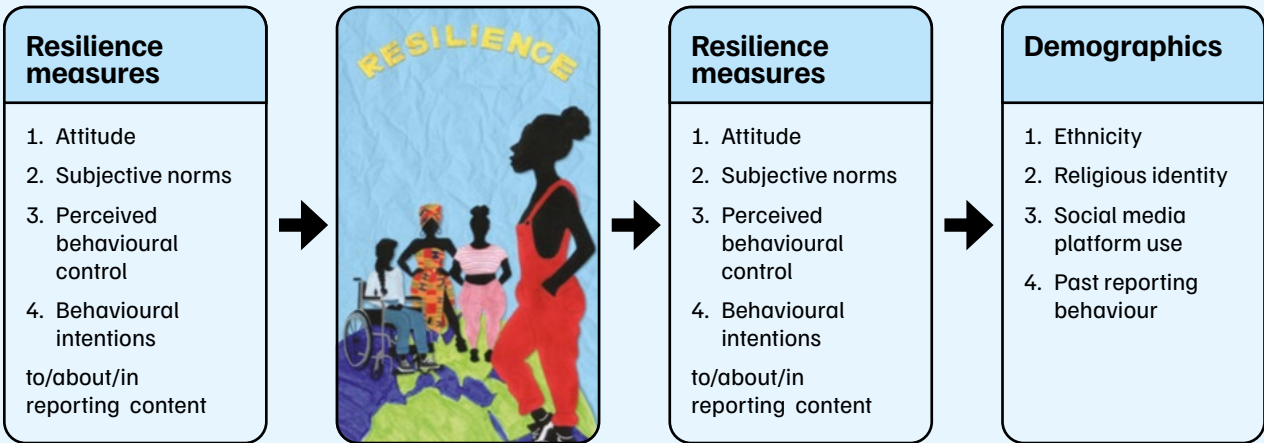 Resilience
measures
1. Attitude
2. Subjective norms
3. Perceived
behavioural
control
4. Behavioural
intentions
to/about/in
reporting content
RESILIENCE
Resilience
measures
1. Attitude
2. Subjective norms
3. Perceived
behavioural
control
4. Behavioural
intentions
to/about/in
reporting content
Demographics
1. Ethnicity
2. Religious identity
3. Social media
platform use
4. Past reporting
behaviour